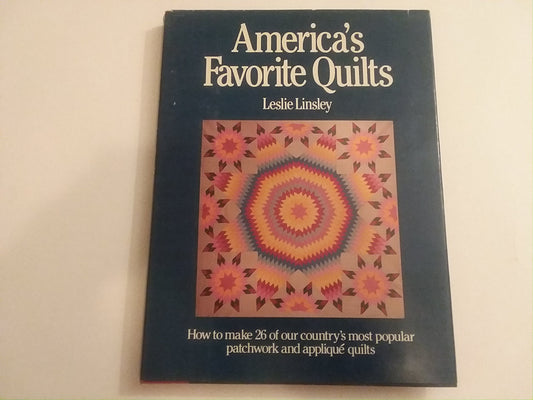 America's
Favorite Quilts
Leslie Linsley
How to make 26 of our country's most popular
patchwork and appliqué quilts